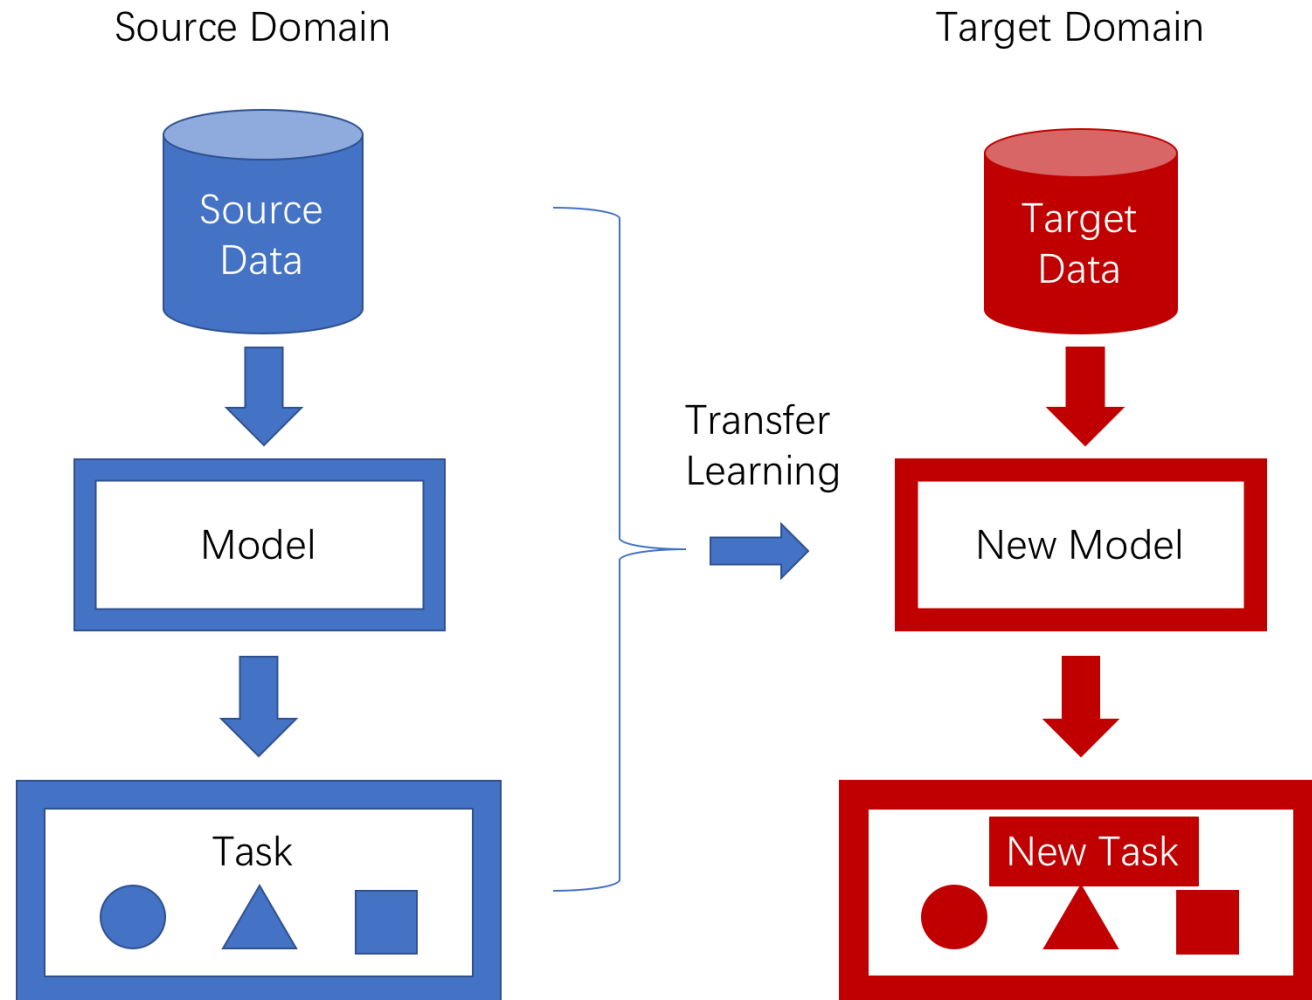 Source Domain
Target Domain
Source
Data
Target
Data
Transfer
Learning
Model
New Model
Task
New Task